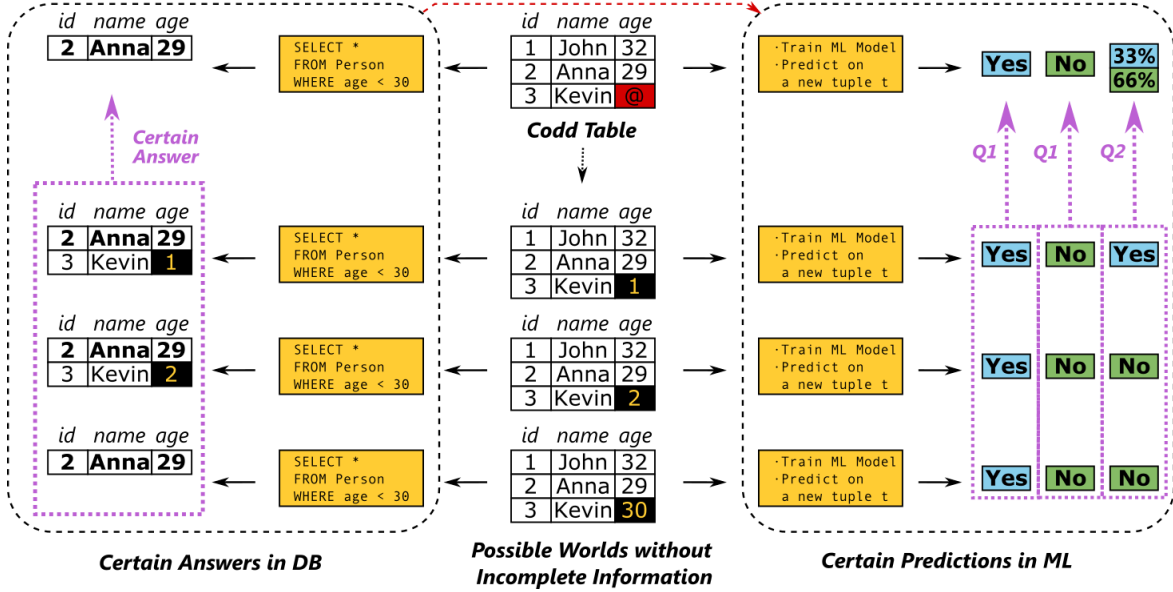 id name age
2 Anna 29
SELECT *
FROM Person
WHERE age < 30
id name age
1 John 32
2 Anna 29
3 Kevin @
Codd Table
·Train ML Model
·Predict on
a new tuple t
Yes No 33%
66%
Certain
Answer
Q1 Q1 Q2
id name age
2 Anna 29
3 Kevin 1
SELECT *
FROM Person
WHERE age < 30
id name age
1 John 32
2 Anna 29
3 Kevin 1
·Train ML Model
·Predict on
a new tuple t
Yes No Yes
id name age
2 Anna 29
3 Kevin 2
SELECT *
FROM Person
WHERE age < 30
id name age
1 John 32
2 Anna 29
3 Kevin 2
·Train ML Model
·Predict on
a new tuple t
Yes No No
id name age
2 Anna 29
SELECT *
FROM Person
WHERE age < 30
id name age
1 John 32
2 Anna 29
3 Kevin 30
·Train ML Model
·Predict on
a new tuple t
Yes No No
Certain Answers in DB
Possible Worlds without
Incomplete Information
Certain Predictions in ML